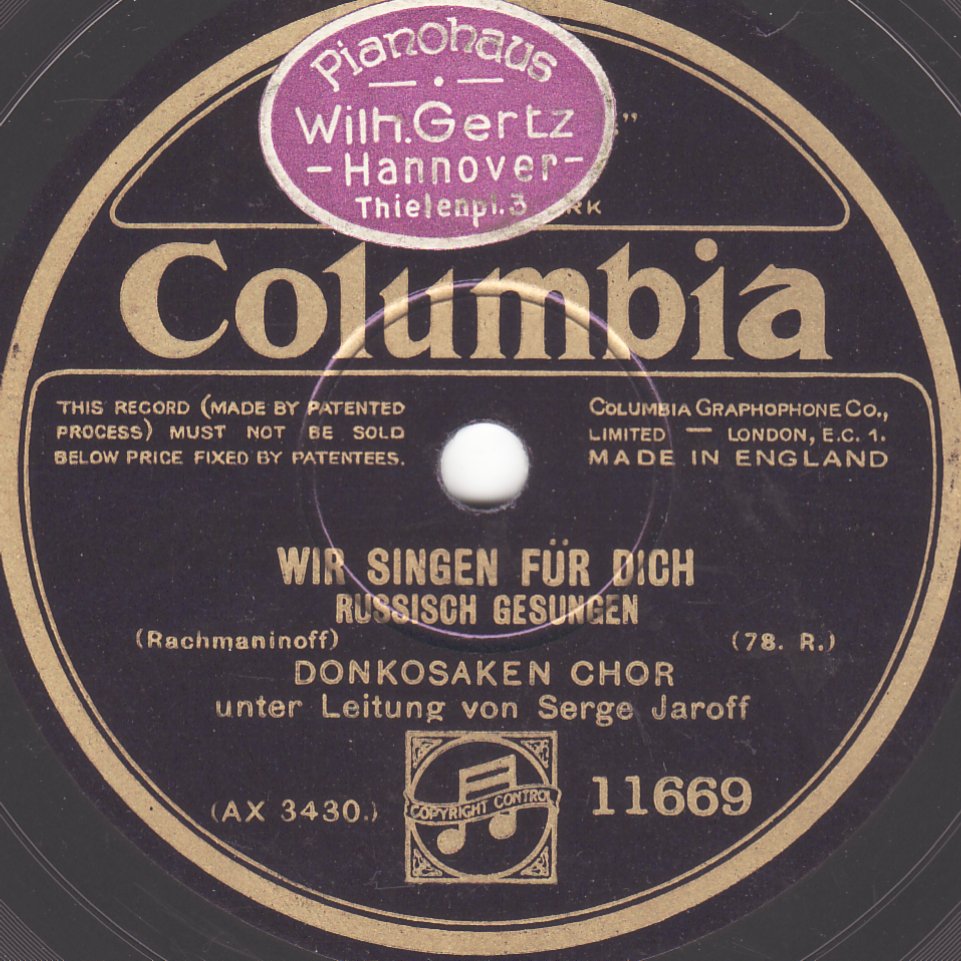 Pianohaus
Wilh. Gertz
-Hannover-
Thielenpl. 3
Columbia
THIS RECORD (MADE BY PATENTED
PROCESS) MUST NOT BE SOLD
BELOW PRICE FIXED BY PATENTEES.
COLUMBIA GRAPHOPHONE CO.,
LIMITED — LONDON, E.C. 1.
MADE IN ENGLAND
WIR SINGEN FÜR DICH
RUSSISCH GESUNGEN
(Rachmaninoff)
(78. R.)
DONKOSAKEN CHOR
unter Leitung von Serge Jaroff
(AX 3430.)
COPYRIGHT CONTROL
11669